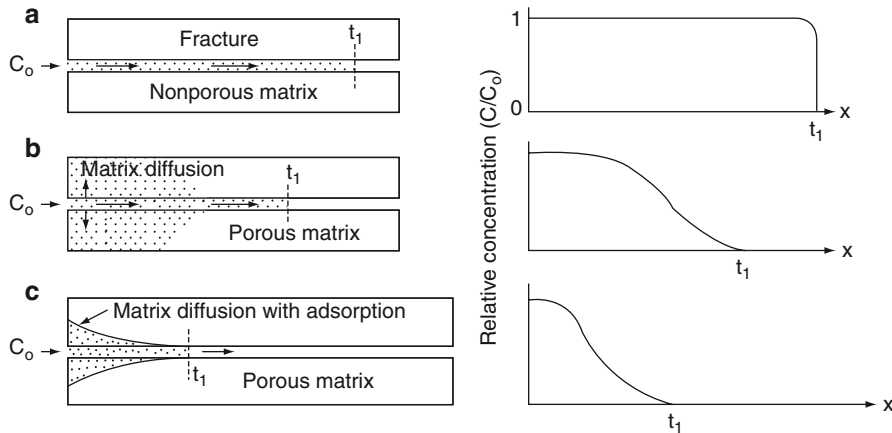 a
Fracture
t₁
Cₒ
Nonporous matrix
1
0
x
t₁
Relative concentration (C/Cₒ)
b
Matrix diffusion
t₁
Cₒ
Porous matrix
x
t₁
c
Matrix diffusion with adsorption
Cₒ
t₁
Porous matrix
x
t₁